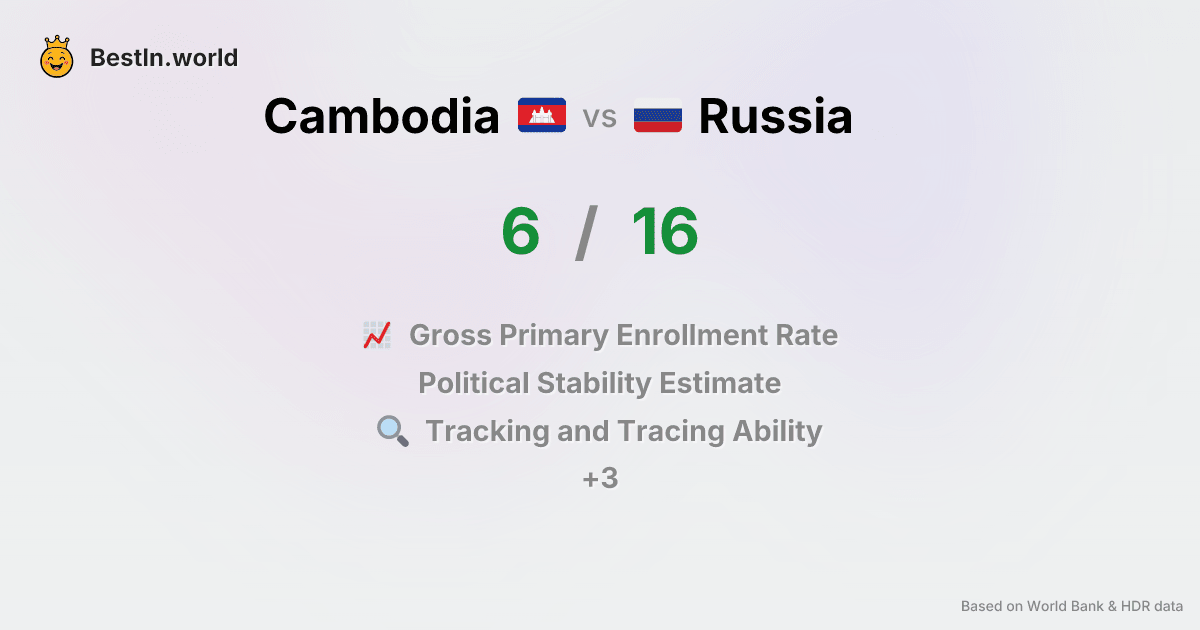 BestIn.world
Cambodia vs Russia
6 / 16
Gross Primary Enrollment Rate
Political Stability Estimate
Tracking and Tracing Ability
+3
Based on World Bank & HDR data